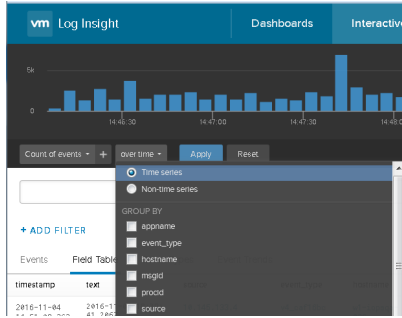 vm Log Insight Dashboards Interactive
5k
0
14:46:30 14:47:00 14:47:30 14:48:0
Count of events + over time Apply Reset
Time series
Non-time series
GROUP BY
+ ADD FILTER
appname
event_type
Events Field Table
hostname
timestamp text
msgid
procid
2016-11-04 2016-11
source